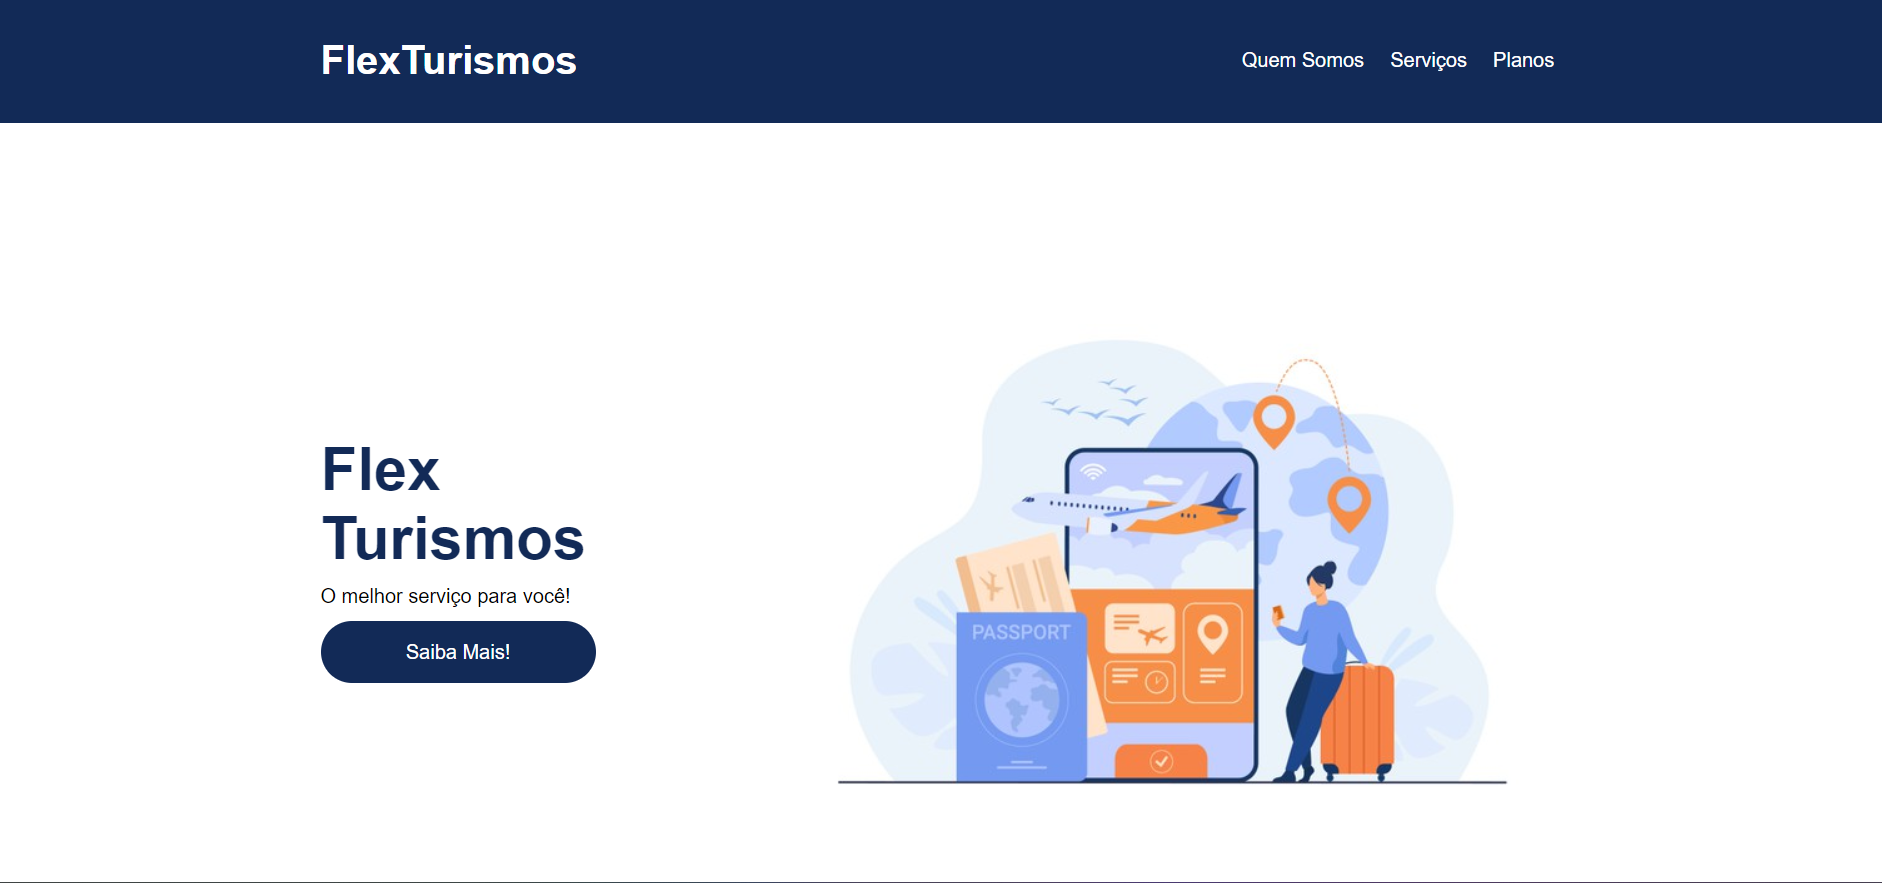 FlexTurismos
Quem Somos Serviços Planos
Flex
Turismos
O melhor serviço para você!
Saiba Mais!
PASSPORT